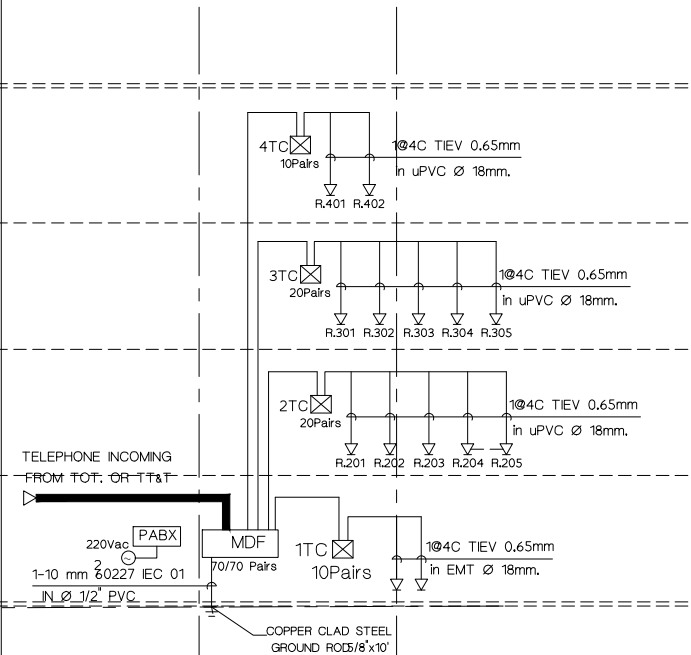 4TC
10Pairs
1@4C TIEV 0.65mm
in uPVC Ø 18mm.
R.401 R.402
3TC
20Pairs
1@4C TIEV 0.65mm
in uPVC Ø 18mm.
R.301 R.302 R.303 R.304 R.305
2TC
20Pairs
1@4C TIEV 0.65mm
in uPVC Ø 18mm.
R.201 R.202 R.203 R.204 R.205
TELEPHONE INCOMING
FROM TOT. OR TT&T
PABX
220Vac
MDF
70/70 Pairs
1TC
10Pairs
1@4C TIEV 0.65mm
in EMT Ø 18mm.
1-10 mm2 60227 IEC 01
IN Ø 1/2" PVC
COPPER CLAD STEEL
GROUND ROD5/8"x10'